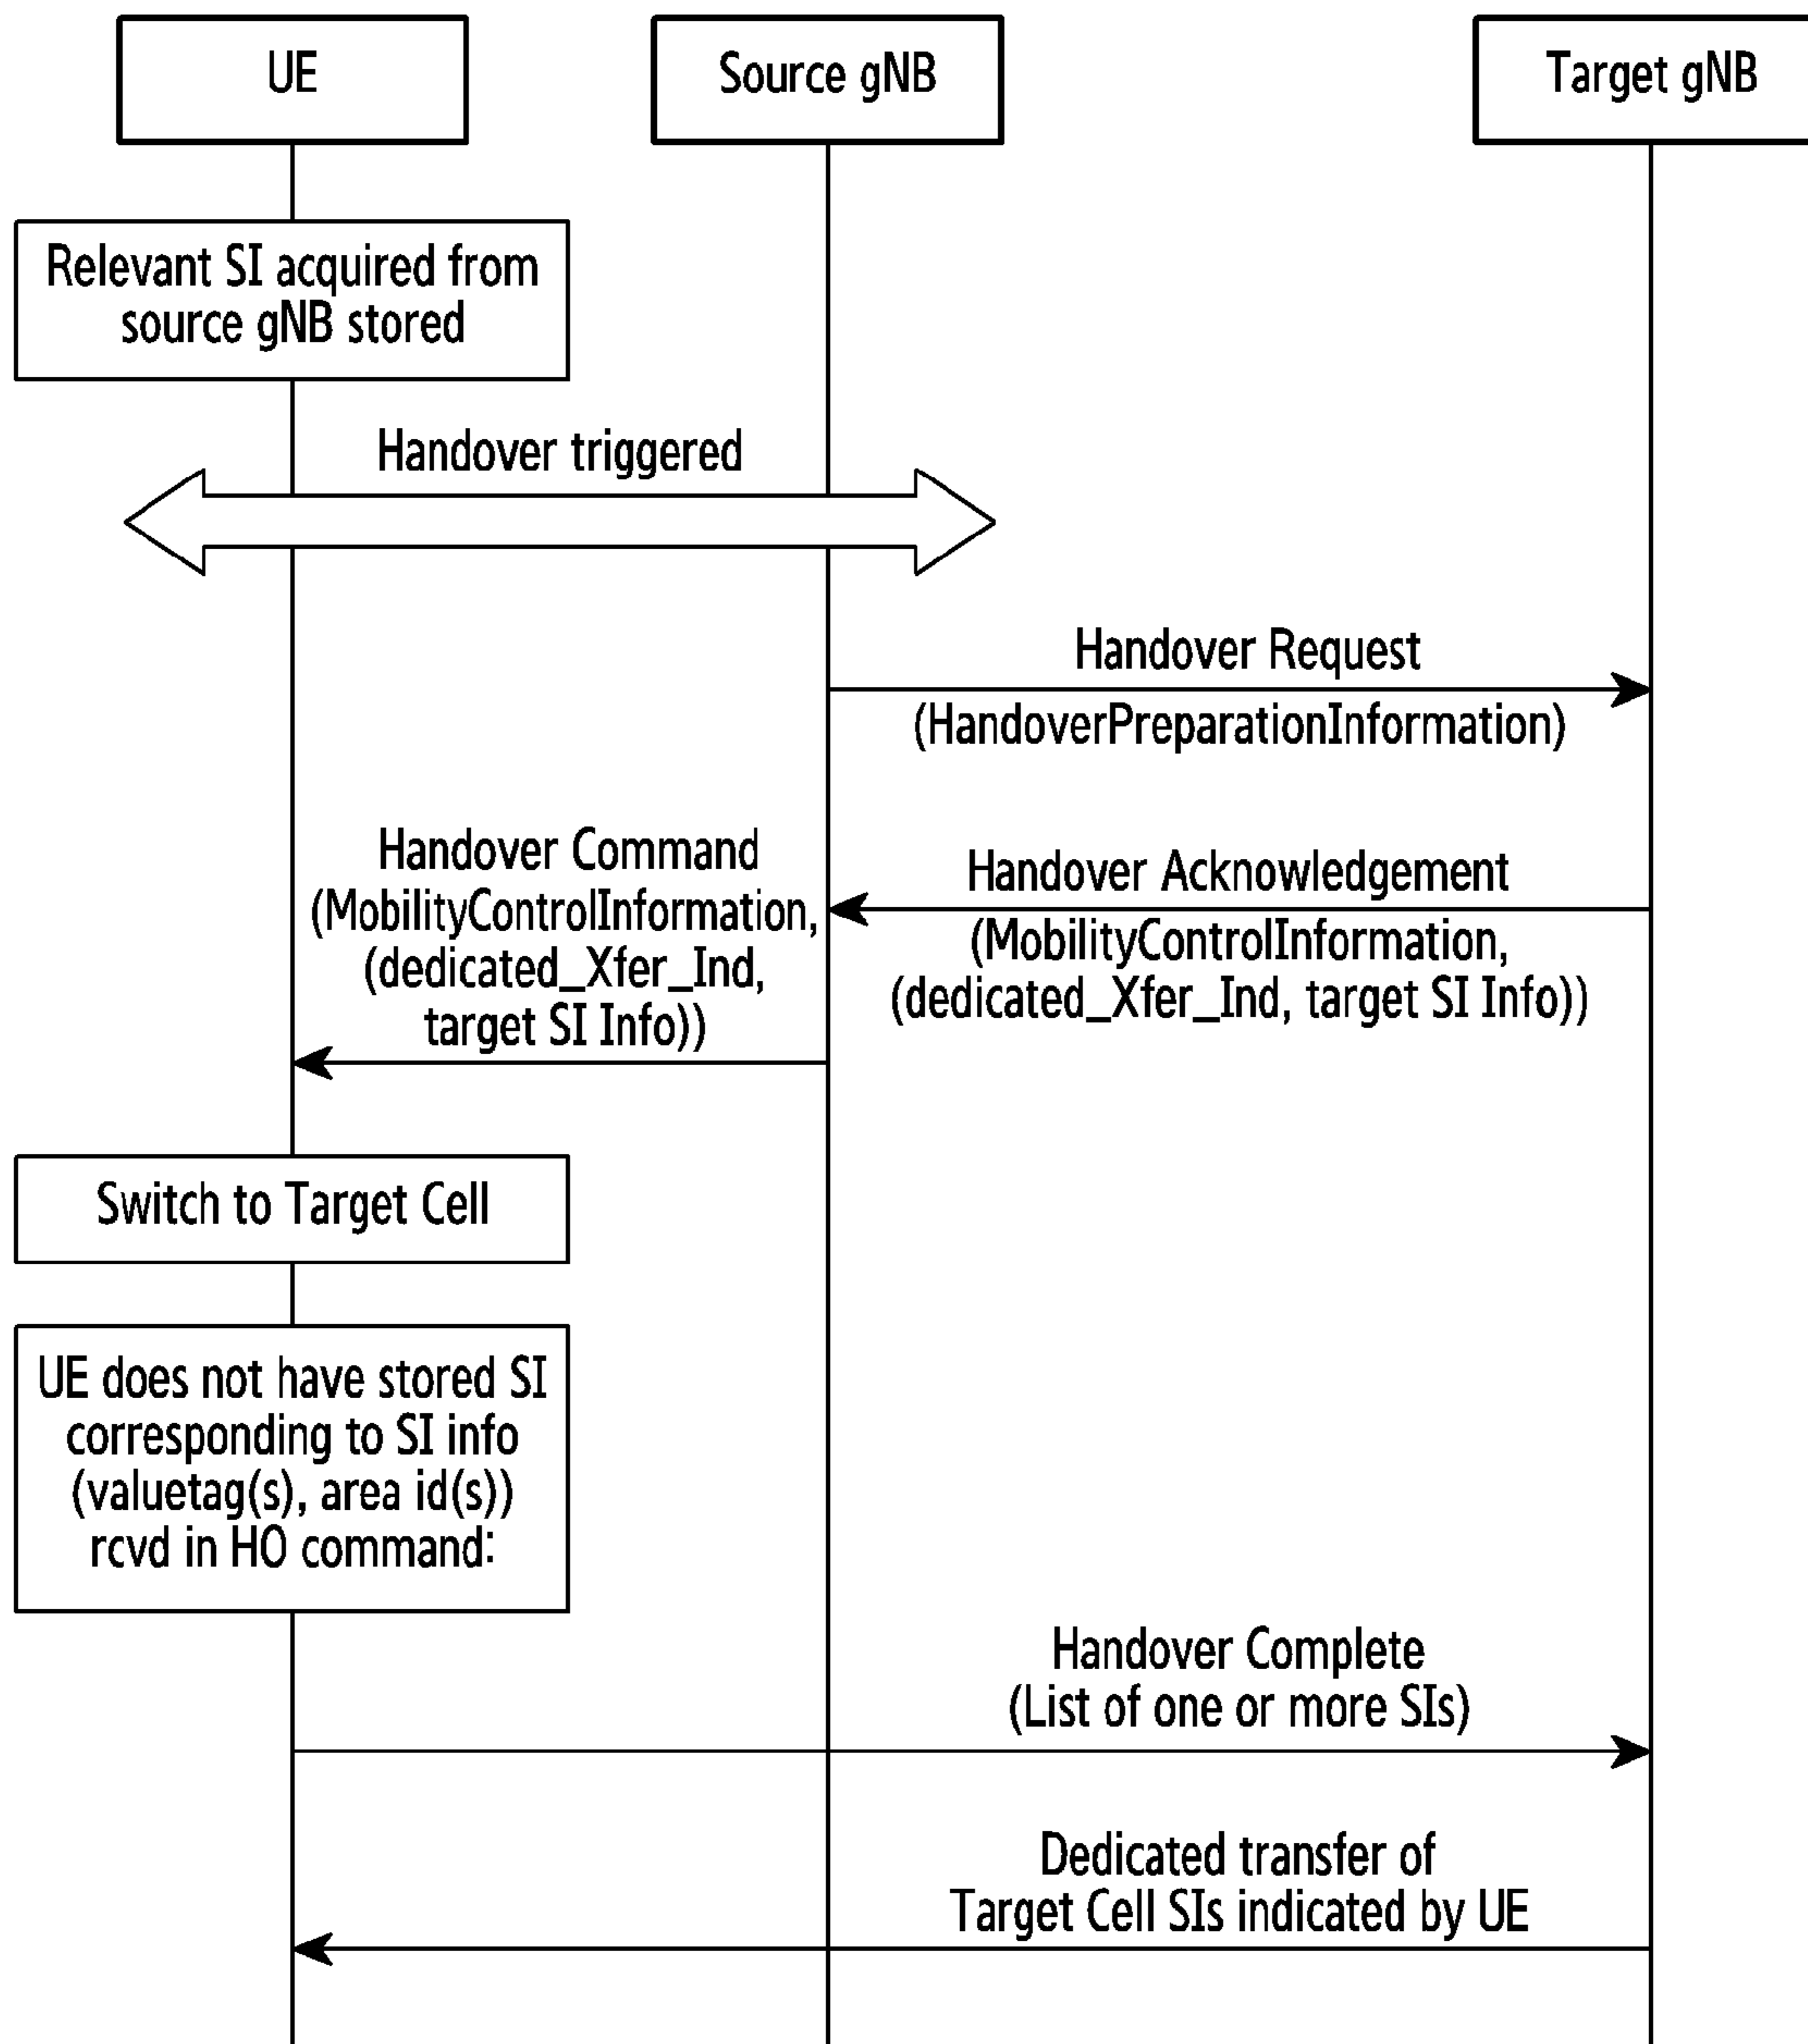 UE
Source gNB
Target gNB
Relevant SI acquired from
source gNB stored
Handover triggered
Handover Request
(HandoverPreparationInformation)
Handover Acknowledgement
(MobilityControlInformation,
(dedicated_Xfer_Ind, target SI Info))
Handover Command
(MobilityControlInformation,
(dedicated_Xfer_Ind,
target SI Info))
Switch to Target Cell
UE does not have stored SI
corresponding to SI info
(valuetag(s), area id(s))
rcvd in HO command:
Handover Complete
(List of one or more SIs)
Dedicated transfer of
Target Cell SIs indicated by UE